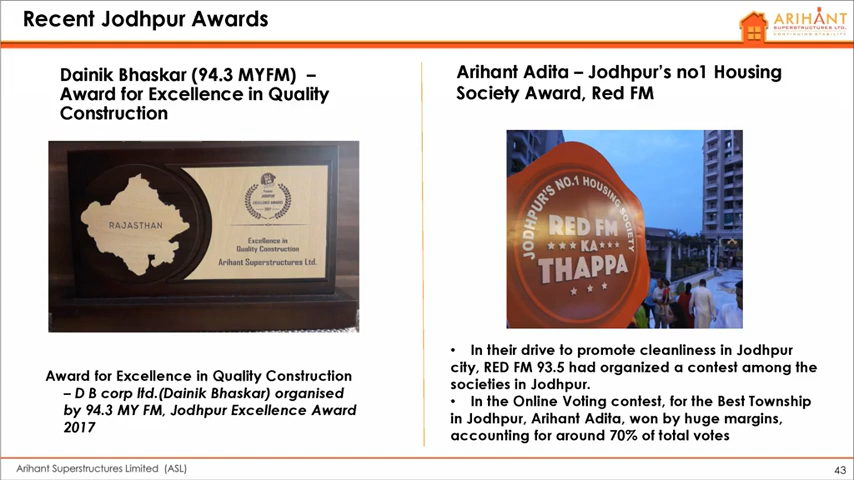 Recent Jodhpur Awards
ARIHANT
SUPERSTRUCTURES LTD.
CONTINUING STABILITY
Dainik Bhaskar (94.3 MYFM) –
Award for Excellence in Quality
Construction
RAJASTHAN
JODHPUR
EXCELLENCE AWARD
Excellence in
Quality Construction
Arihant Superstructures Ltd.
Award for Excellence in Quality Construction
– D B corp ltd.(Dainik Bhaskar) organised
by 94.3 MY FM, Jodhpur Excellence Award
2017
Arihant Adita – Jodhpur's no1 Housing
Society Award, Red FM
JODHPUR'S NO.1 HOUSING SOCIETY
RED FM
KA
THAPPA
• In their drive to promote cleanliness in Jodhpur
city, RED FM 93.5 had organized a contest among the
societies in Jodhpur.
• In the Online Voting contest, for the Best Township
in Jodhpur, Arihant Adita, won by huge margins,
accounting for around 70% of total votes
Arihant Superstructures Limited (ASL)
43